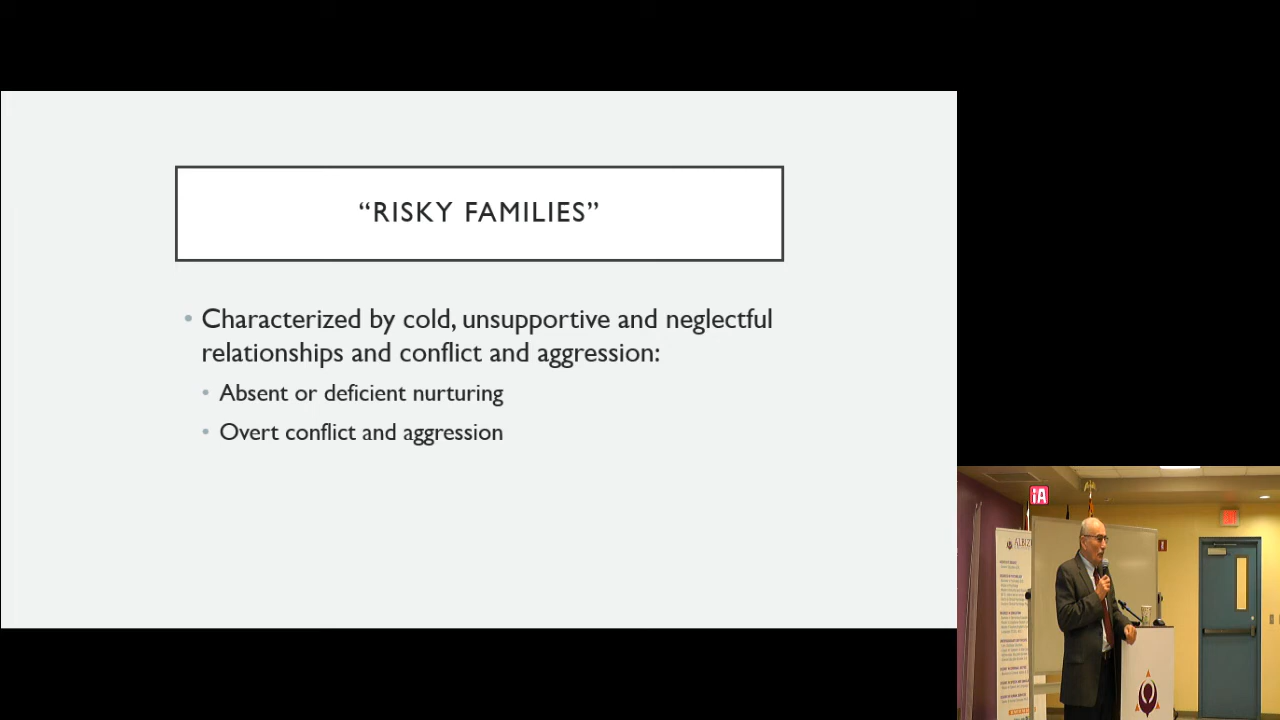 “RISKY FAMILIES”
• Characterized by cold, unsupportive and neglectful
relationships and conflict and aggression:
• Absent or deficient nurturing
• Overt conflict and aggression
iA